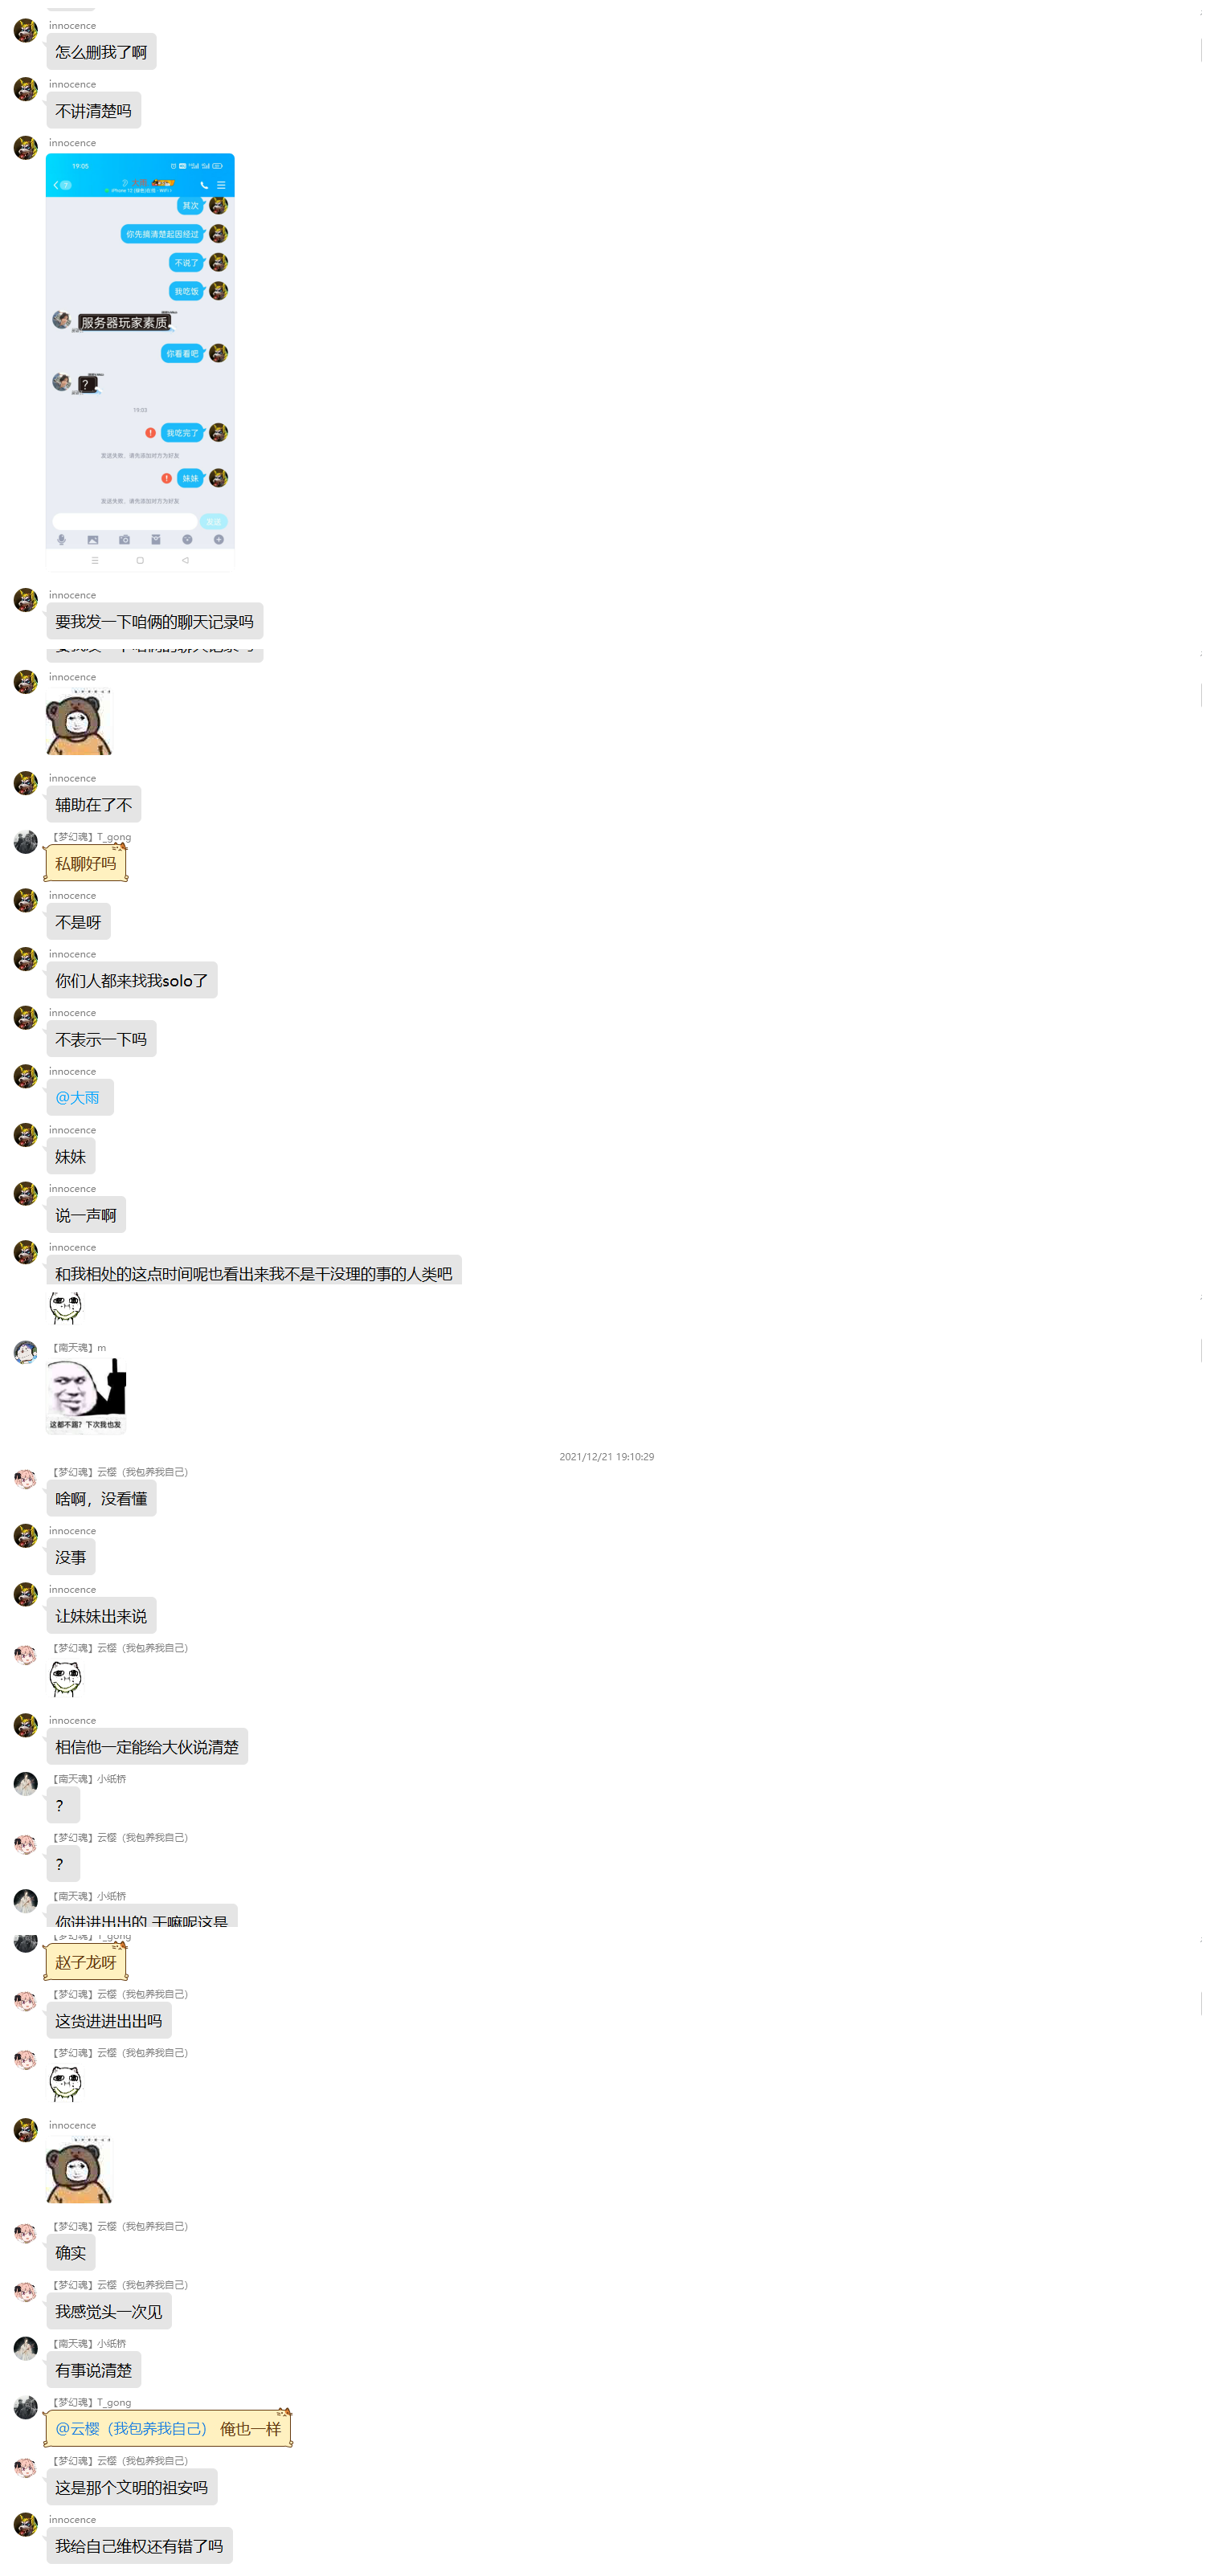 innocence
怎么删我了啊
innocence
不讲清楚吗
innocence
19:05
iPhone 12
其次
你先搞清楚起因经过
不说了
我吃饭
服务器玩家素质
你看看吧
?
19:03
我吃完了
发送失败，请先添加对方为好友
妹妹
发送失败，请先添加对方为好友
发送
innocence
要我发一下咱俩的聊天记录吗
innocence
innocence
辅助在了不
【梦幻魂】T_gong
私聊好吗
innocence
不是呀
innocence
你们人都来找我solo了
innocence
不表示一下吗
innocence
@大雨
innocence
妹妹
innocence
说一声啊
innocence
和我相处的这点时间呢也看出来我不是干没理的事的人类吧
【南天魂】m
这都不踢？下次我也发
2021/12/21 19:10:29
【梦幻魂】云樱（我包养我自己）
啥啊，没看懂
innocence
没事
innocence
让妹妹出来说
【梦幻魂】云樱（我包养我自己）
innocence
相信他一定能给大伙说清楚
【南天魂】小纸桥
？
【梦幻魂】云樱（我包养我自己）
？
【南天魂】小纸桥
你进进出出的 干嘛呢这是
【梦幻魂】T_gong
赵子龙呀
【梦幻魂】云樱（我包养我自己）
这货进进出出吗
【梦幻魂】云樱（我包养我自己）
innocence
【梦幻魂】云樱（我包养我自己）
确实
【梦幻魂】云樱（我包养我自己）
我感觉头一次见
【南天魂】小纸桥
有事说清楚
【梦幻魂】T_gong
@云樱（我包养我自己） 俺也一样
【梦幻魂】云樱（我包养我自己）
这是那个文明的祖安吗
innocence
我给自己维权还有错了吗